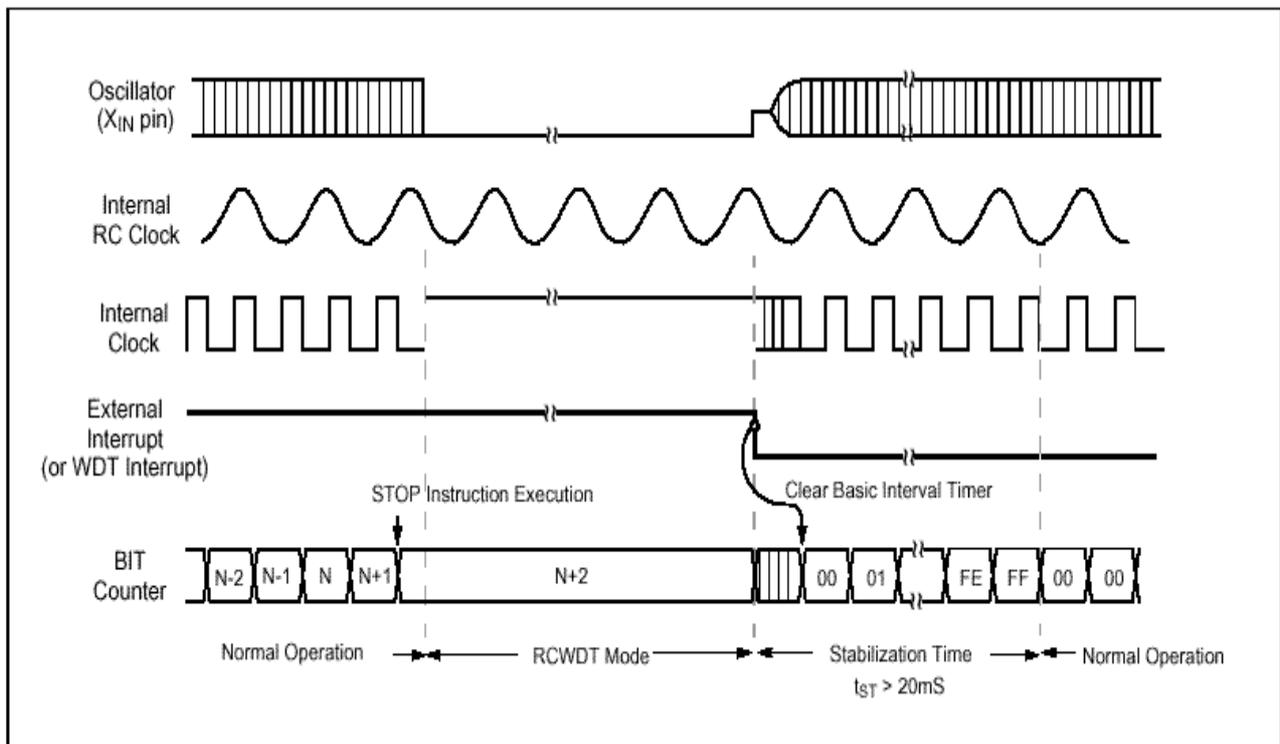 Oscillator
(XIN pin)
Internal
RC Clock
Internal
Clock
External
Interrupt
(or WDT Interrupt)
STOP Instruction Execution
Clear Basic Interval Timer
BIT
Counter
N-2 N-1 N N+1 N+2 00 01 FE FF 00 00
Normal Operation RCWDT Mode Stabilization Time Normal Operation
tST > 20mS